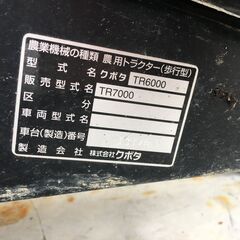 農業機械の種類 農用トラクター(歩行型)
型式名 クボタ TR6000
販売型式名 TR7000
区分
車両型式名
車台(製造)番号
製造会社 株式会社クボタ